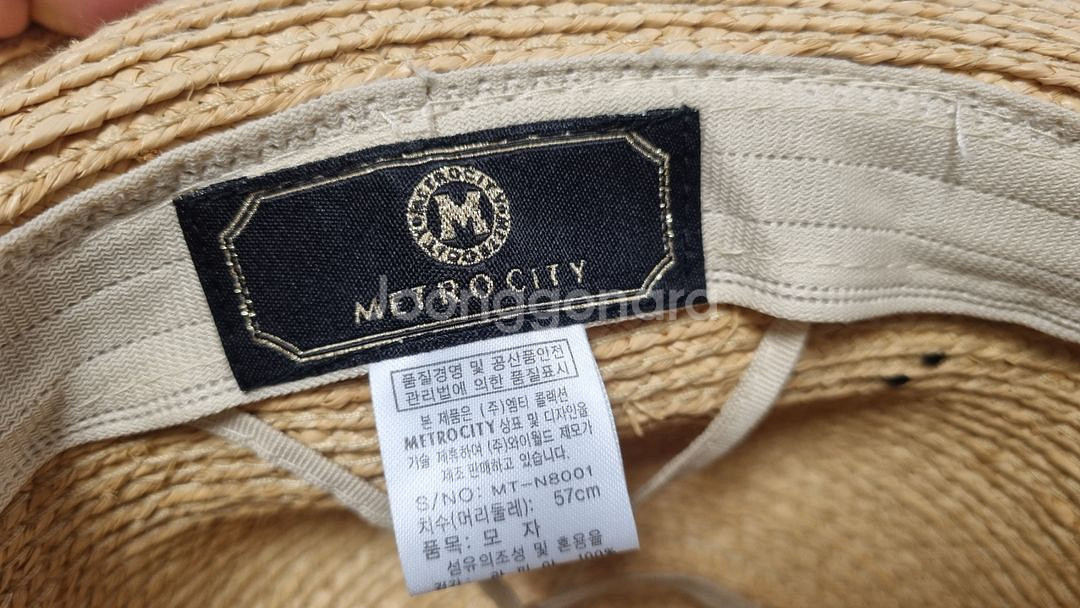 M
METROCITY
Joonggonara
품질경영 및 공산품안전
관리법에 의한 품질표시
본 제품은 (주)엠티 콜렉션
METROCITY 상표 및 디자인을
기술 제휴하여 (주)와이월드 제모가
제조 판매하고 있습니다.
S/NO: MT-N8001
치수(머리둘레): 57cm
품목: 모 자
섬유의조성 및 혼용율
100%